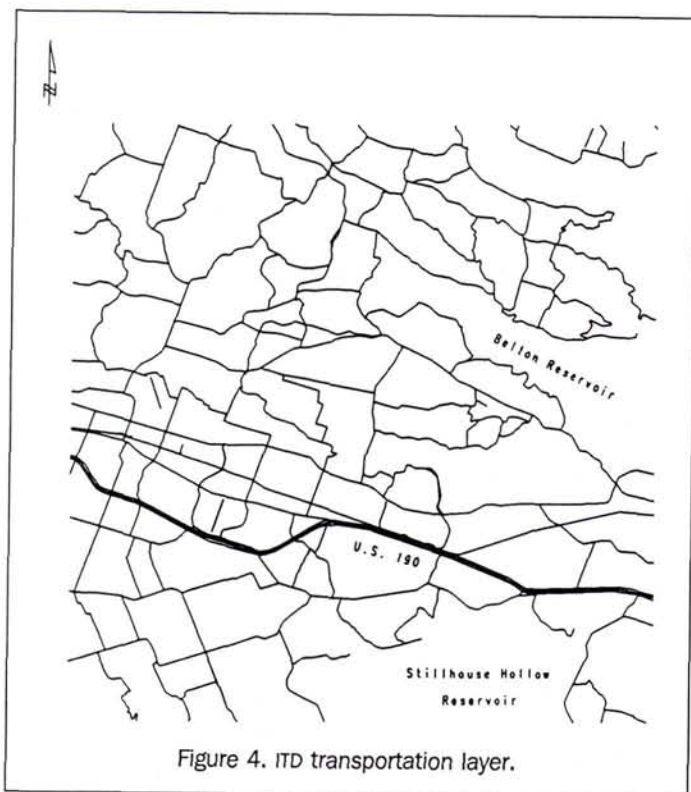 N
Belton Reservoir
U.S. 190
Stillhouse Hollow
Reservoir
Figure 4. ITD transportation layer.